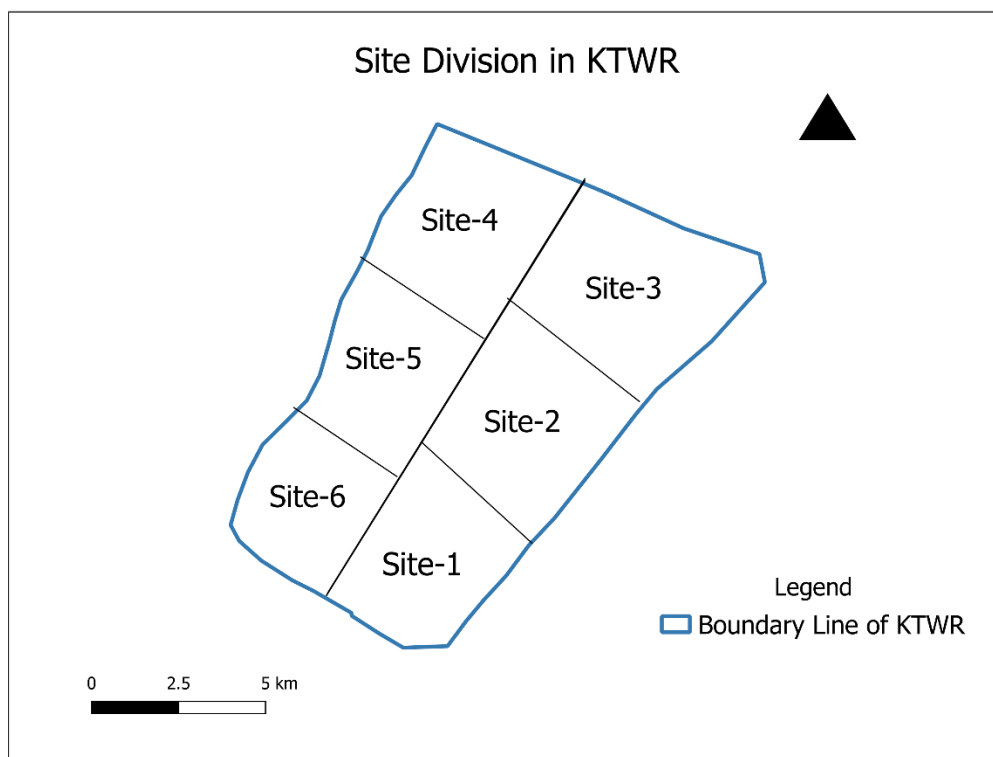 Site Division in KTWR
Site-4
Site-3
Site-5
Site-2
Site-6
Site-1
Legend
Boundary Line of KTWR
0 2.5 5 km